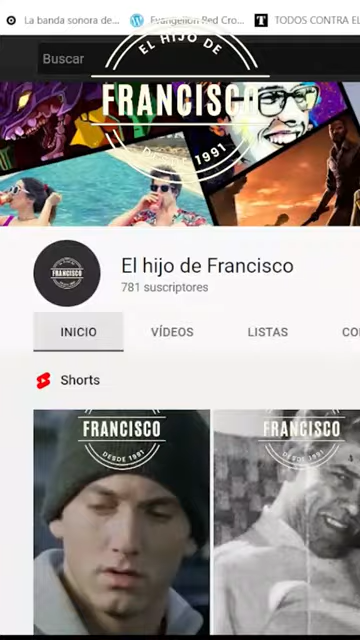 La banda sonora de...
Evangelion Red Cro...
TODOS CONTRA EL
Buscar
EL HIJO DE
FRANCISCO
DESDE 1991
FRANCISCO
El hijo de Francisco
781 suscriptores
INICIO
VÍDEOS
LISTAS
Shorts
FRANCISCO
DESDE 1991
FRANCISCO
DESDE 1991